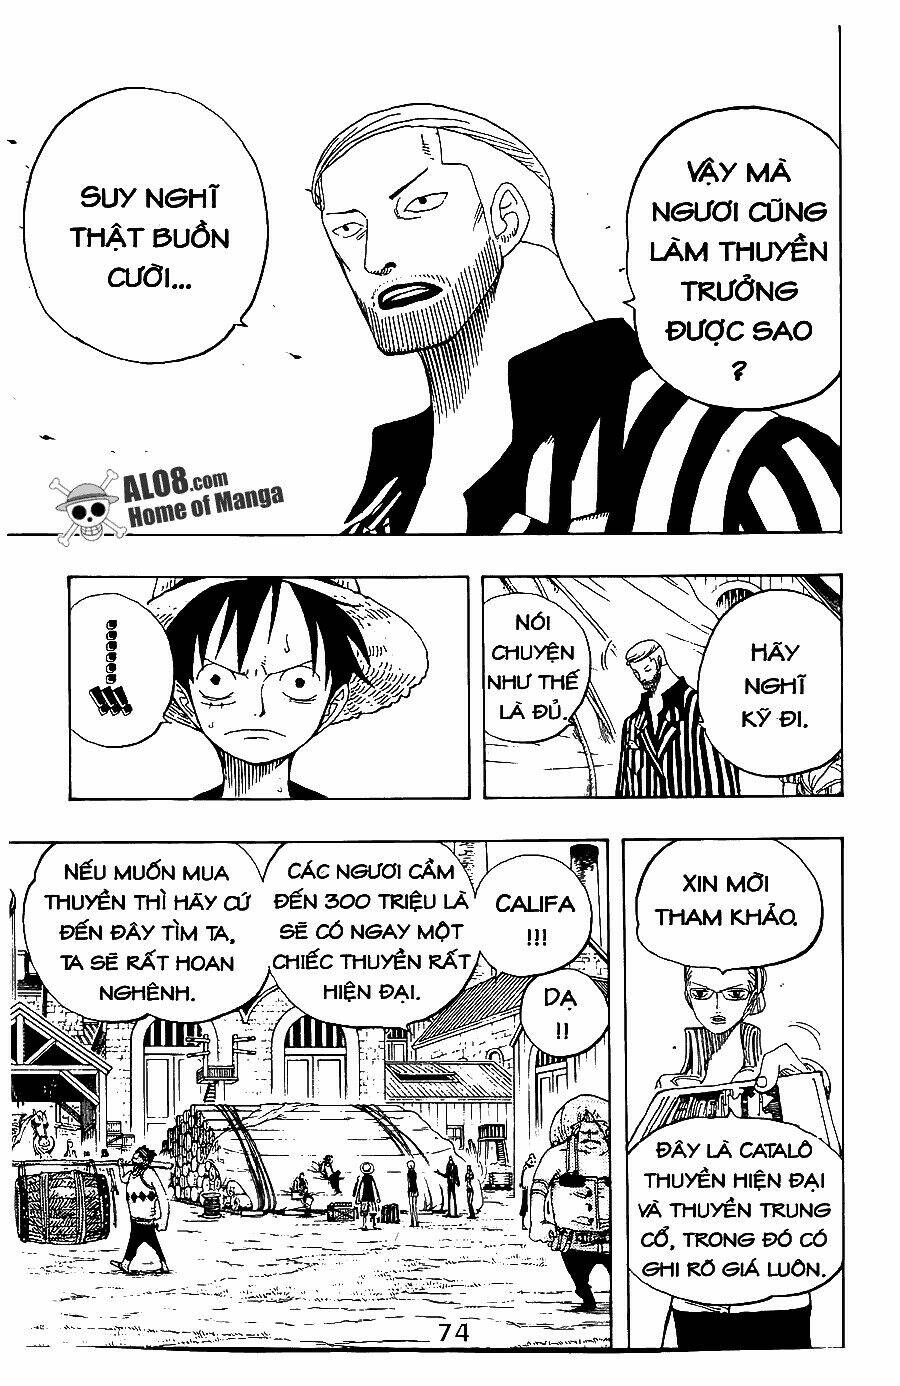 VẬY MÀ
NGƯƠI CŨNG
LÀM THUYỀN
TRƯỞNG
ĐƯỢC SAO
?
SUY NGHĨ
THẬT BUỒN
CƯỜI...
AL08.com
Home of Manga
HÃY
NGHĨ
KỸ ĐI.
NÓI
CHUYỆN
NHƯ THẾ
LÀ ĐỦ.
......!!!
XIN MỜI
THAM KHẢO.
ĐÂY LÀ CATALÔ
THUYỀN HIỆN ĐẠI
VÀ THUYỀN TRUNG
CỔ, TRONG ĐÓ CÓ
GHI RÕ GIÁ LUÔN.
CALIFA
!!!
DẠ
!!
CÁC NGƯƠI CẦM
ĐẾN 300 TRIỆU LÀ
SẼ CÓ NGAY MỘT
CHIẾC THUYỀN RẤT
HIỆN ĐẠI.
NẾU MUỐN MUA
THUYỀN THÌ HÃY CỨ
ĐẾN ĐÂY TÌM TA,
TA SẼ RẤT HOAN
NGHÊNH.
74